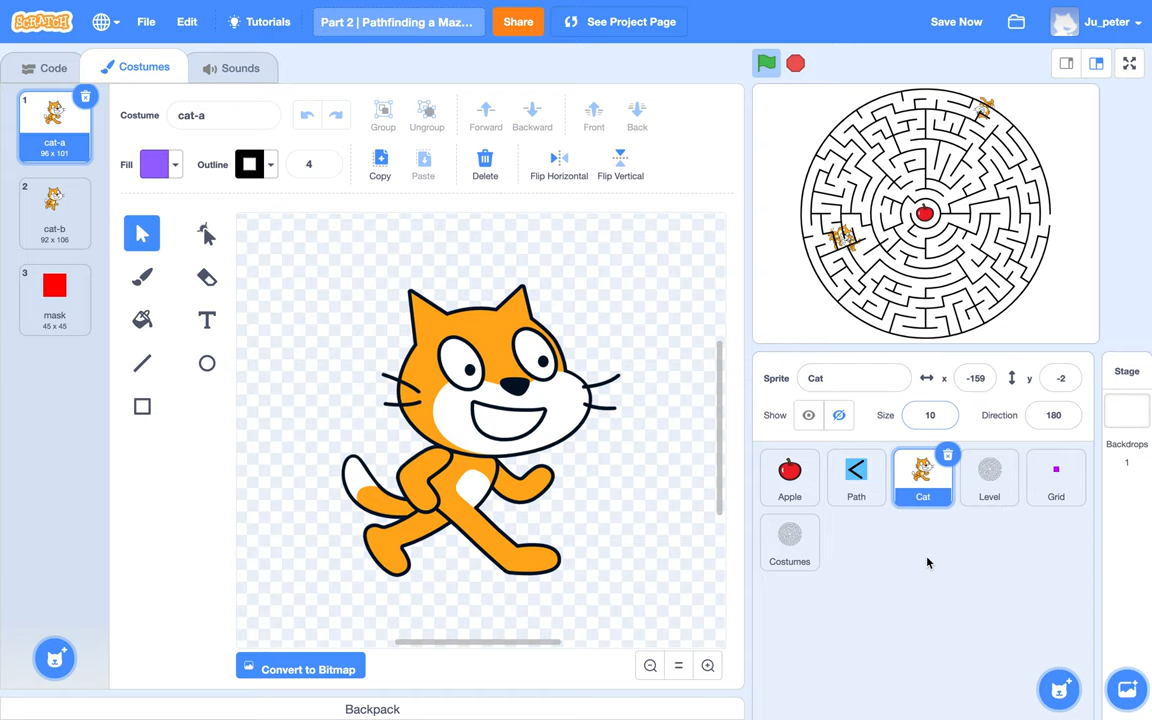 SCRATCH File Edit Tutorials Part 2 | Pathfinding a Maz... Share See Project Page Save Now Ju_peter
Code Costumes Sounds
1
cat-a
96 x 101
2
cat-b
92 x 106
3
mask
45 x 45
Costume cat-a Group Ungroup Forward Backward Front Back
Fill Outline 4 Copy Paste Delete Flip Horizontal Flip Vertical
T
Convert to Bitmap
Backpack
Sprite Cat x -159 y -2
Show Size 10 Direction 180
Apple Path Cat Level Grid
Costumes
Stage
Backdrops
1